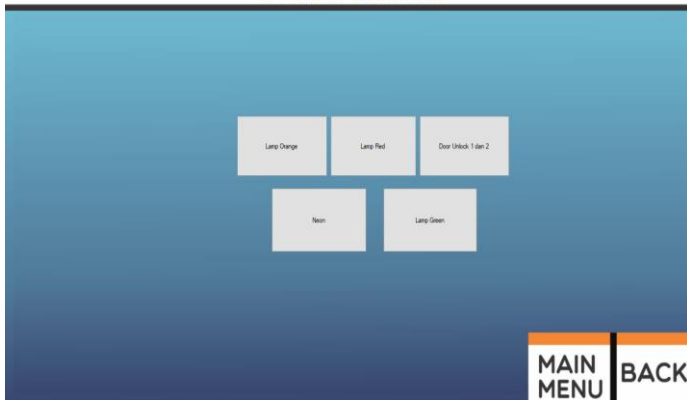 Lamp Orange
Lamp Red
Door Unlock 1 dan 2
Neon
Lamp Green
MAIN
MENU
BACK